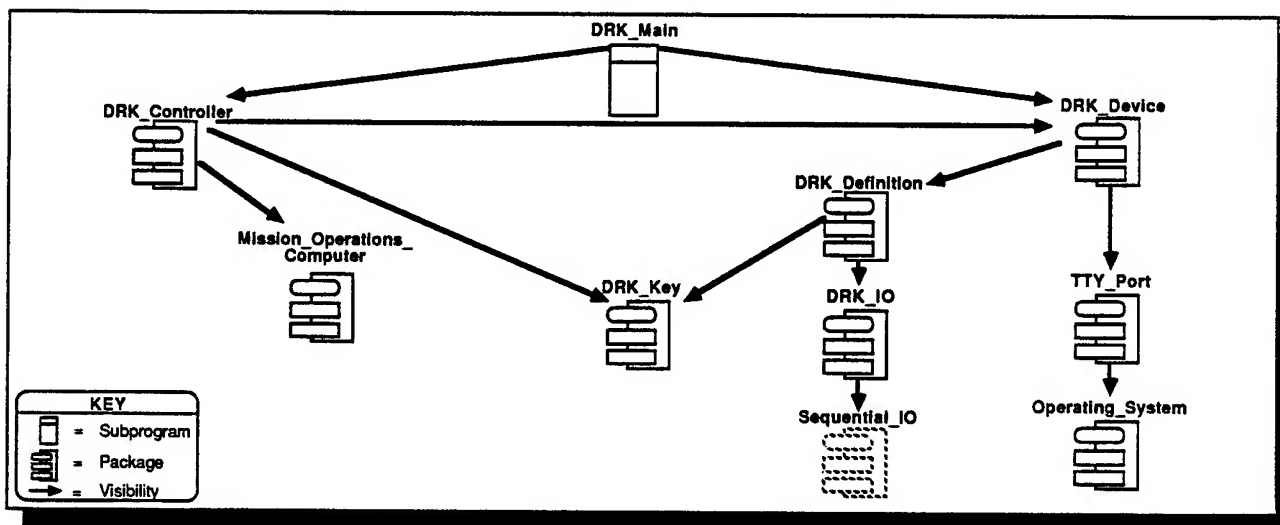 DRK_Main
DRK_Controller
DRK_Device
DRK_Definition
Mission_Operations_
Computer
DRK_Key
DRK_IO
TTY_Port
Sequential_IO
Operating_System
KEY
= Subprogram
= Package
= Visibility